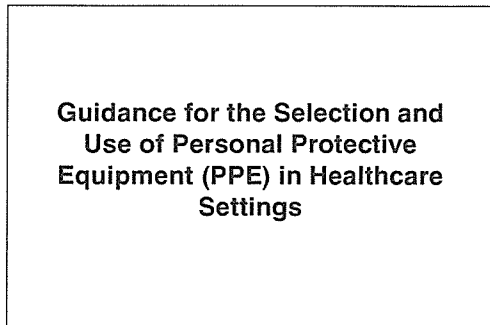 Guidance for the Selection and
Use of Personal Protective
Equipment (PPE) in Healthcare
Settings